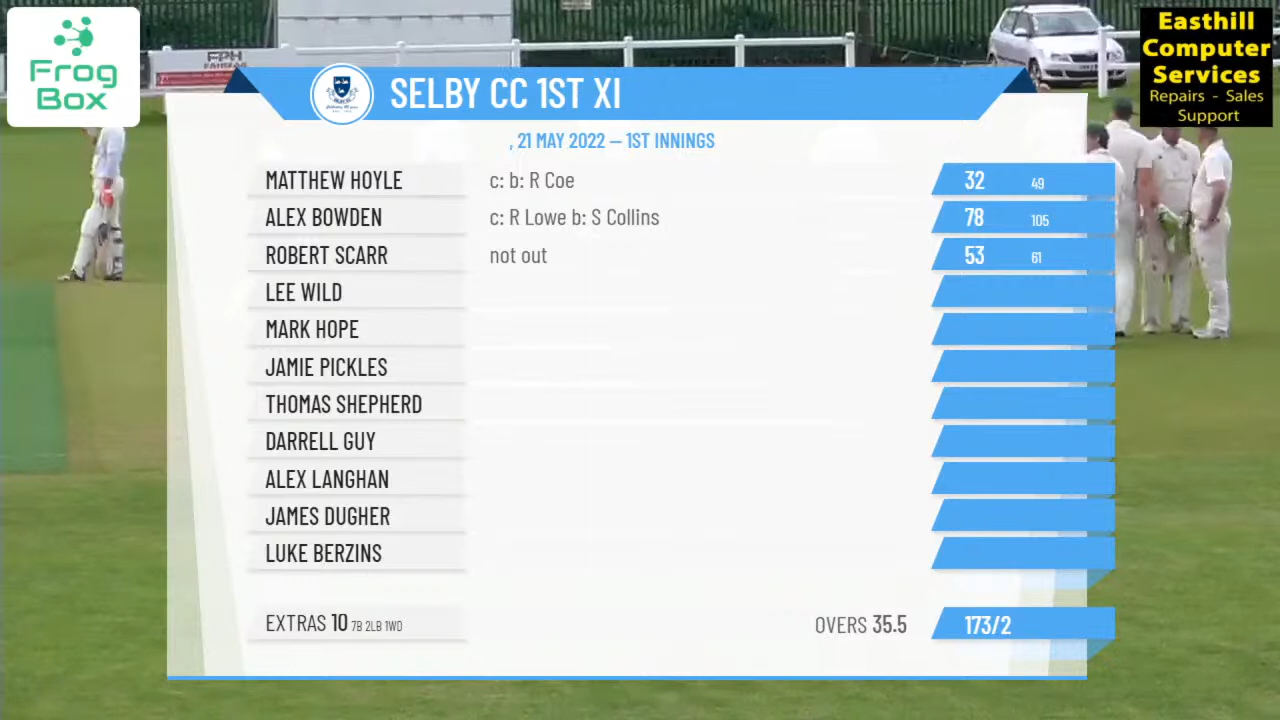 Frog
Box
FPH
Easthill
Computer
Services
Repairs - Sales
Support
SELBY CC 1ST XI
, 21 MAY 2022 – 1ST INNINGS
MATTHEW HOYLE c: b: R Coe 32 49
ALEX BOWDEN c: R Lowe b: S Collins 78 105
ROBERT SCARR not out 53 61
LEE WILD
MARK HOPE
JAMIE PICKLES
THOMAS SHEPHERD
DARRELL GUY
ALEX LANGHAN
JAMES DUGHER
LUKE BERZINS
EXTRAS 10 7B 2LB 1WD OVERS 35.5 173/2